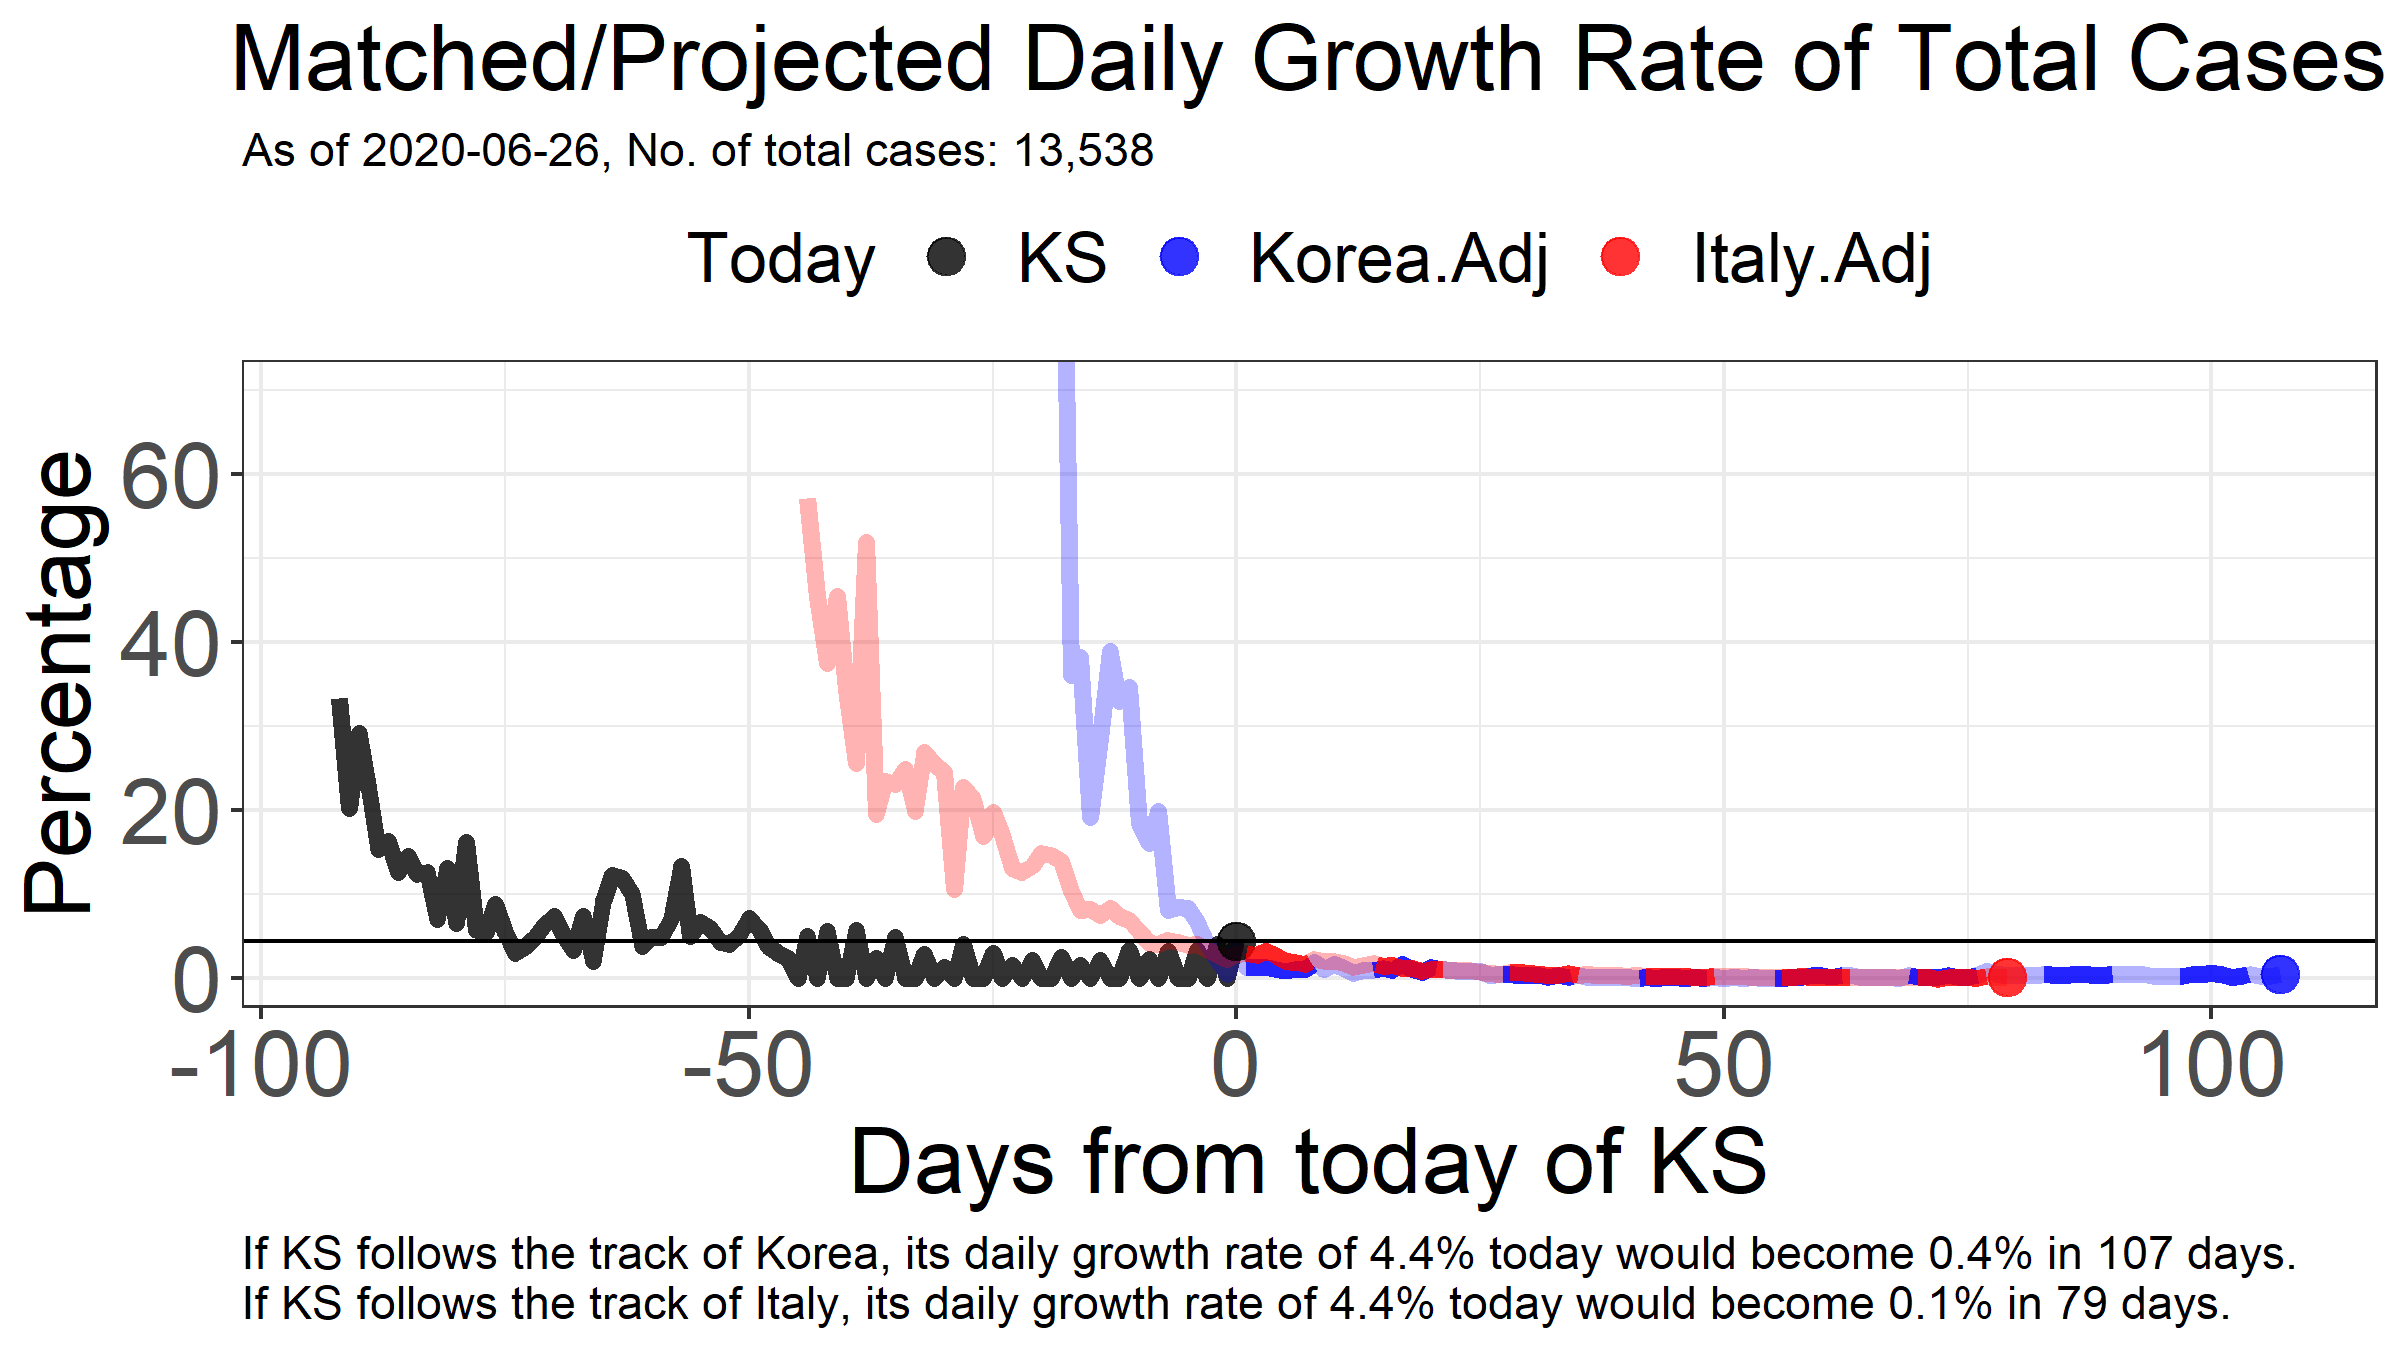 Matched/Projected Daily Growth Rate of Total Cases
As of 2020-06-26, No. of total cases: 13,538
Today KS Korea.Adj Italy.Adj
Percentage
60
40
20
0
-100 -50 0 50 100
Days from today of KS
If KS follows the track of Korea, its daily growth rate of 4.4% today would become 0.4% in 107 days.
If KS follows the track of Italy, its daily growth rate of 4.4% today would become 0.1% in 79 days.